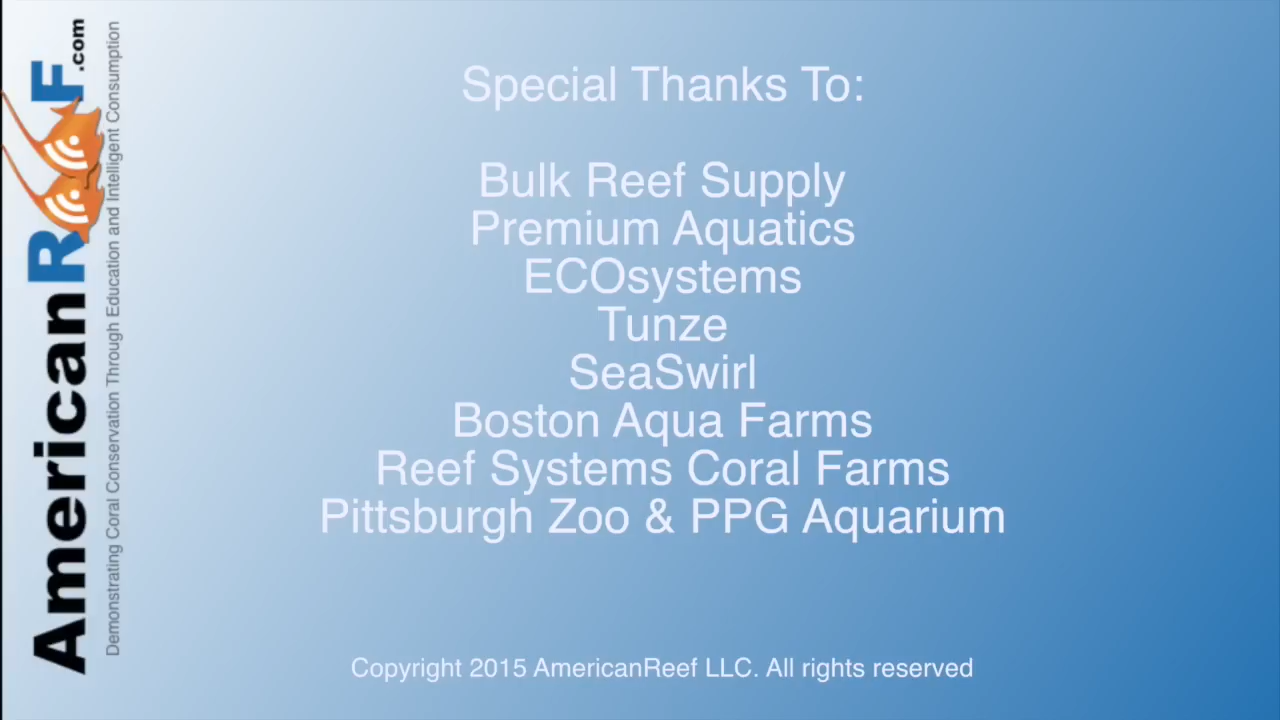 AmericanReeF.com
Demonstrating Coral Conservation Through Education and Intelligent Consumption
Special Thanks To:
Bulk Reef Supply
Premium Aquatics
ECOsystems
Tunze
SeaSwirl
Boston Aqua Farms
Reef Systems Coral Farms
Pittsburgh Zoo & PPG Aquarium
Copyright 2015 AmericanReef LLC. All rights reserved